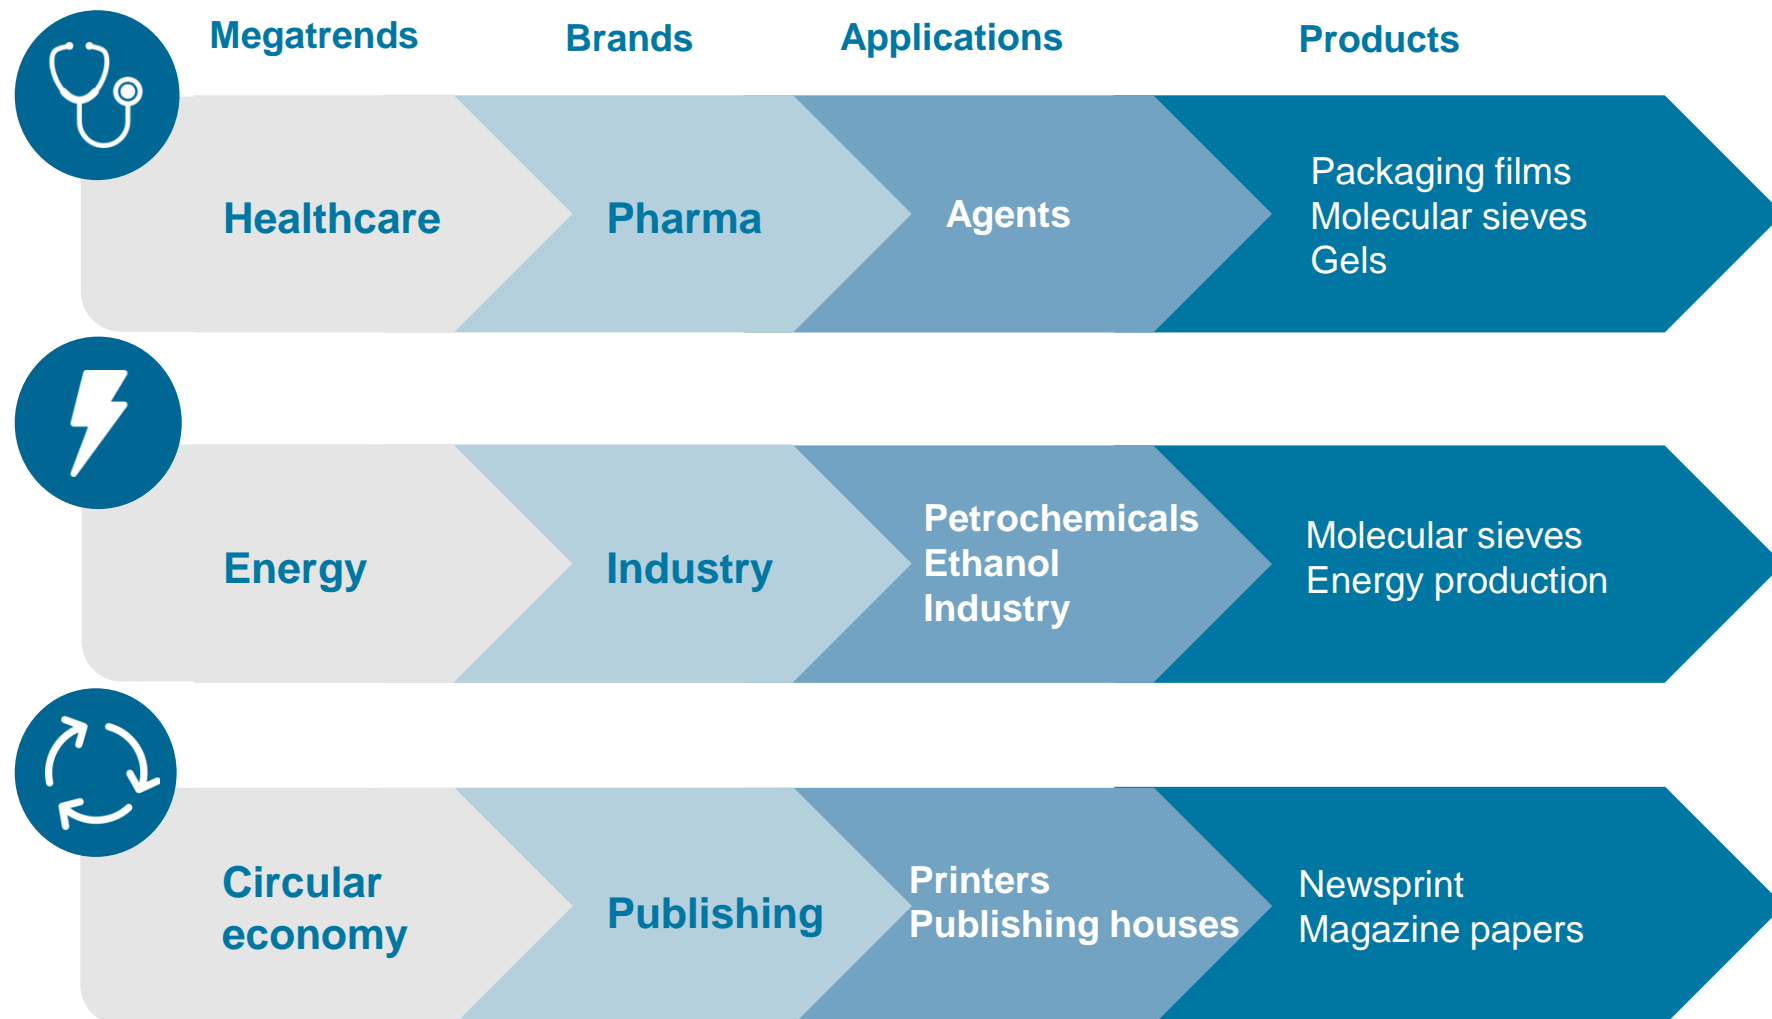 Megatrends
Brands
Applications
Products
Healthcare
Pharma
Agents
Packaging films
Molecular sieves
Gels
Energy
Industry
Petrochemicals
Ethanol
Industry
Molecular sieves
Energy production
Circular
economy
Publishing
Printers
Publishing houses
Newsprint
Magazine papers